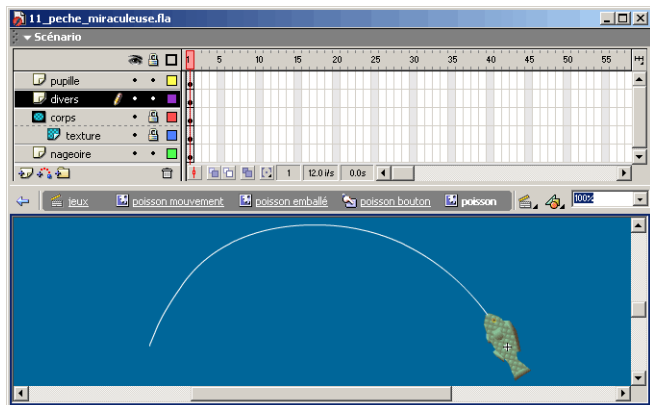 11_peche_miraculeuse.fla
Scénario
1 5 10 15 20 25 30 35 40 45 50 55
pupille
divers
corps
texture
nageoire
1 12.0 i/s 0.0s
jeux poisson mouvement poisson emballé poisson bouton poisson 100%